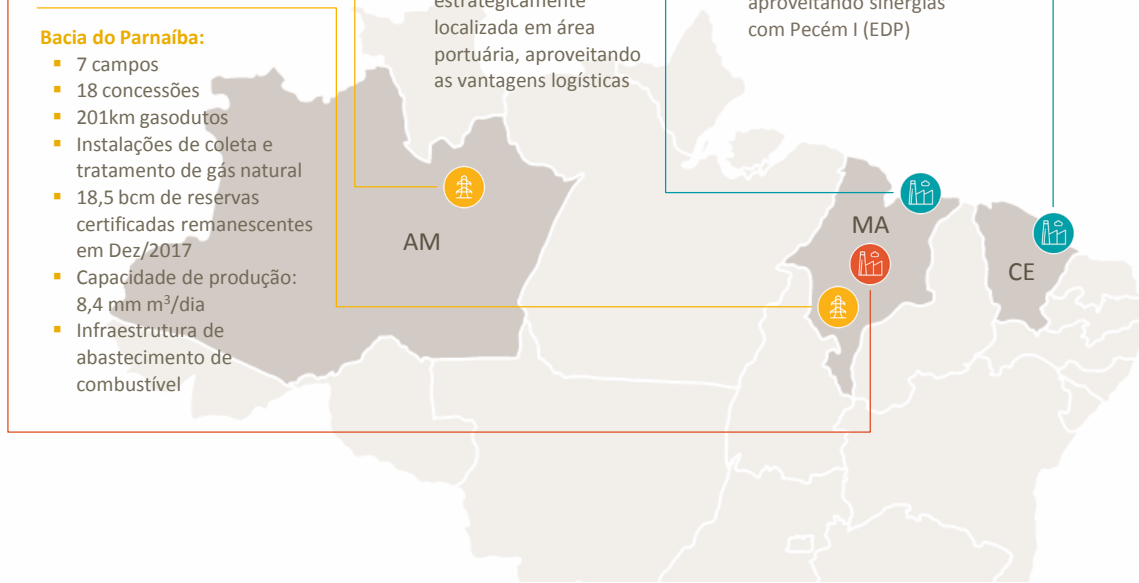 Bacia do Parnaíba:
▪ 7 campos
▪ 18 concessões
▪ 201km gasodutos
▪ Instalações de coleta e
tratamento de gás natural
▪ 18,5 bcm de reservas
certificadas remanescentes
em Dez/2017
▪ Capacidade de produção:
8,4 mm m³/dia
▪ Infraestrutura de
abastecimento de
combustível
estrategicamente
localizada em área
portuária, aproveitando
as vantagens logísticas
aproveitando sinergias
com Pecém I (EDP)
AM
MA
CE